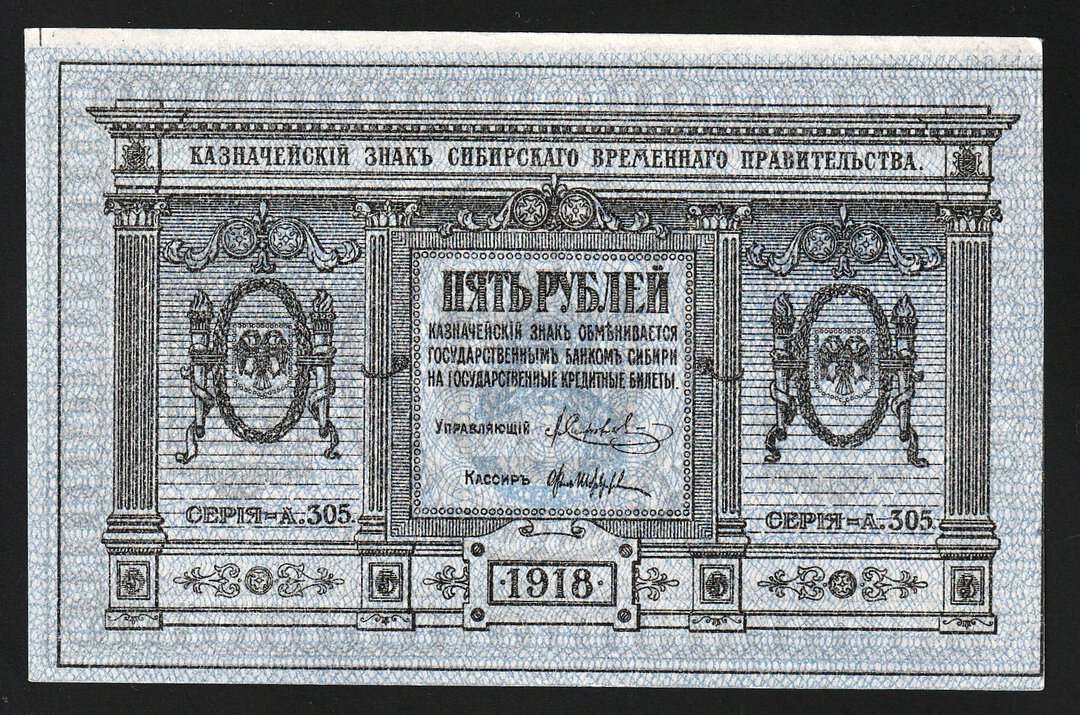 КАЗНАЧЕЙСКІЙ ЗНАКЪ СИБИРСКАГО ВРЕМЕННАГО ПРАВИТЕЛЬСТВА.
ПЯТЬ РУБЛЕЙ
КАЗНАЧЕЙСКІЙ ЗНАКЪ ОБМѢНИВАЕТСЯ
ГОСУДАРСТВЕННЫМЪ БАНКОМЪ СИБИРИ
НА ГОСУДАРСТВЕННЫЕ КРЕДИТНЫЕ БИЛЕТЫ.
УПРАВЛЯЮЩІЙ
КАССИРЪ
СЕРІЯ-А.305.
СЕРІЯ-А.305.
5
5
·1918·
5
5